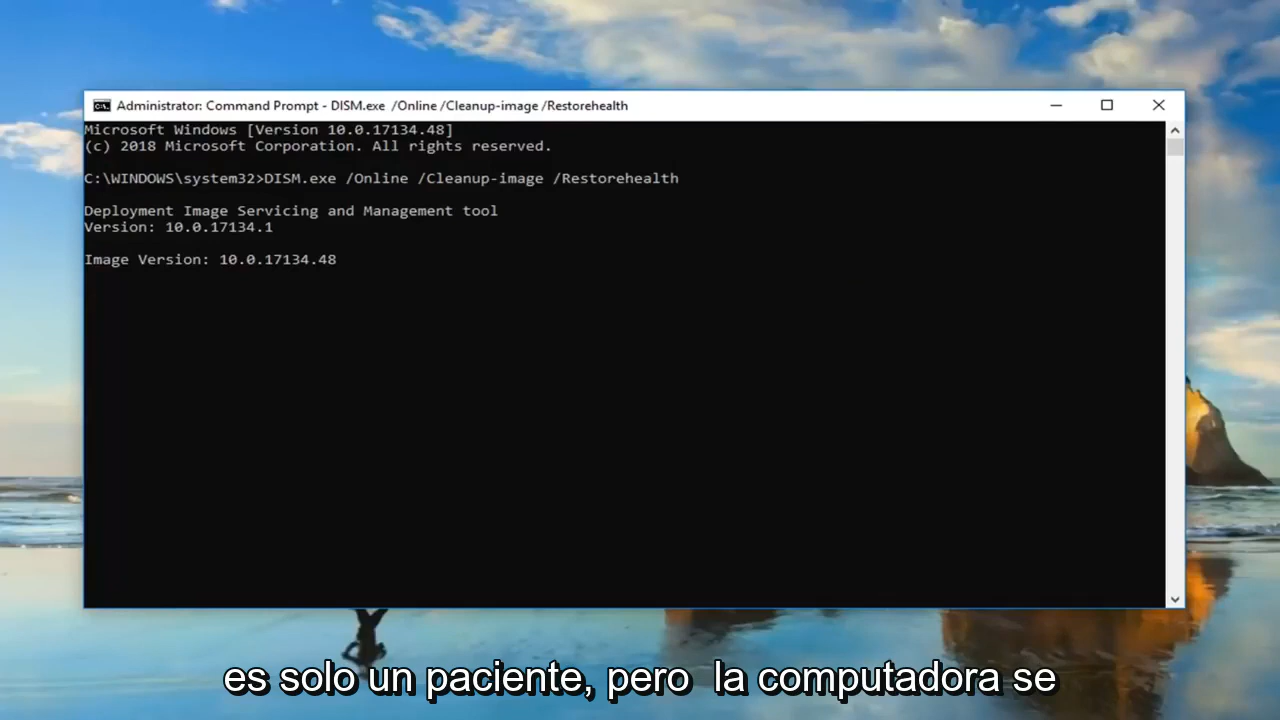 Administrator: Command Prompt - DISM.exe /Online /Cleanup-image /Restorehealth
Microsoft Windows [Version 10.0.17134.48]
(c) 2018 Microsoft Corporation. All rights reserved.
C:\WINDOWS\system32>DISM.exe /Online /Cleanup-image /Restorehealth
Deployment Image Servicing and Management tool
Version: 10.0.17134.1
Image Version: 10.0.17134.48
es solo un paciente, pero la computadora se